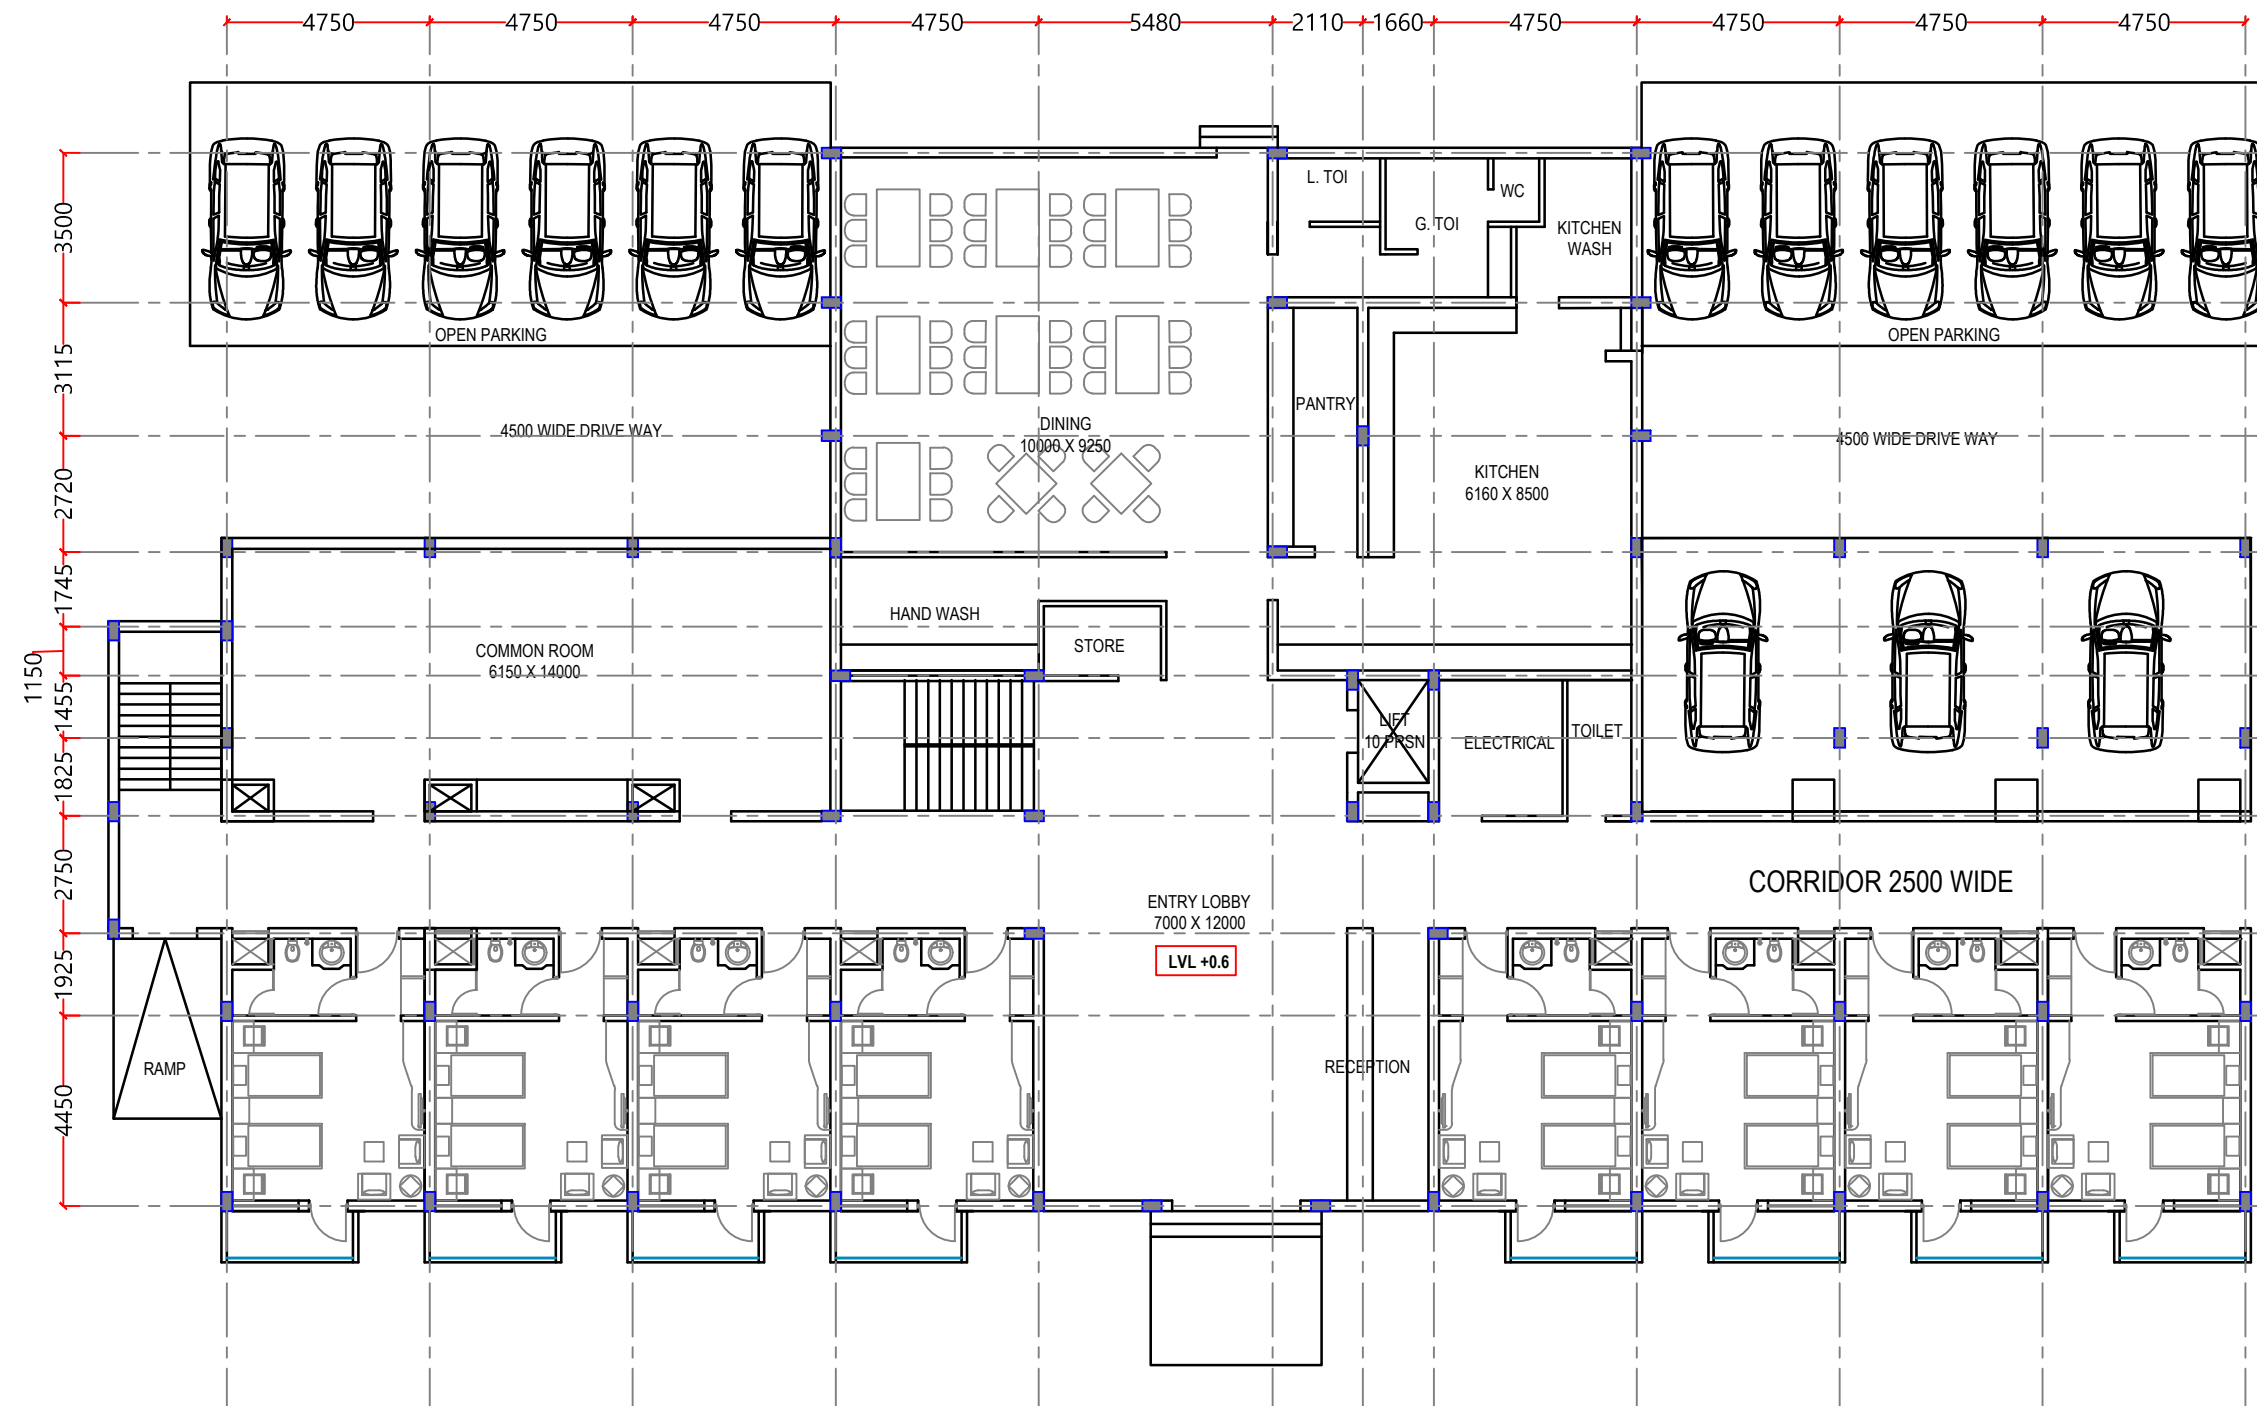 4750 4750 4750 4750 5480 2110 1660 4750 4750 4750 4750
3500
3115
2720
1745
1150
1455
1825
2750
1925
4450
L. TOI
WC
G. TOI
KITCHEN
WASH
OPEN PARKING
OPEN PARKING
4500 WIDE DRIVE WAY
DINING
10000 X 9250
PANTRY
4500 WIDE DRIVE WAY
KITCHEN
6160 X 8500
HAND WASH
STORE
COMMON ROOM
6150 X 14000
LIFT
10 PRSN
ELECTRICAL
TOILET
CORRIDOR 2500 WIDE
ENTRY LOBBY
7000 X 12000
LVL +0.6
RAMP
RECEPTION